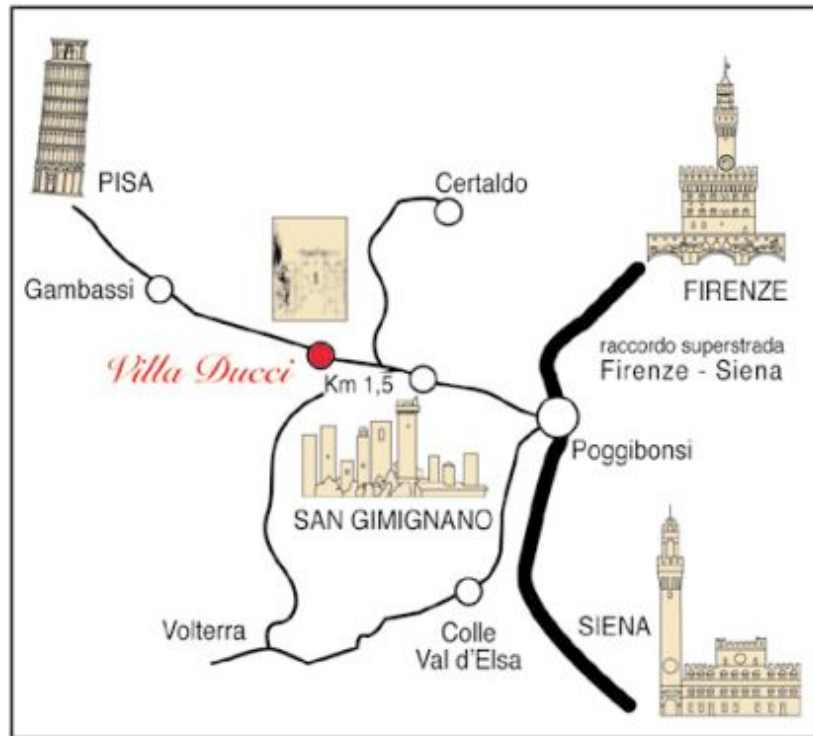 PISA
Certaldo
Gambassi
FIRENZE
raccordo superstrada
Firenze - Siena
Villa Ducci
Km 1,5
Poggibonsi
SAN GIMIGNANO
Volterra
Colle
Val d'Elsa
SIENA